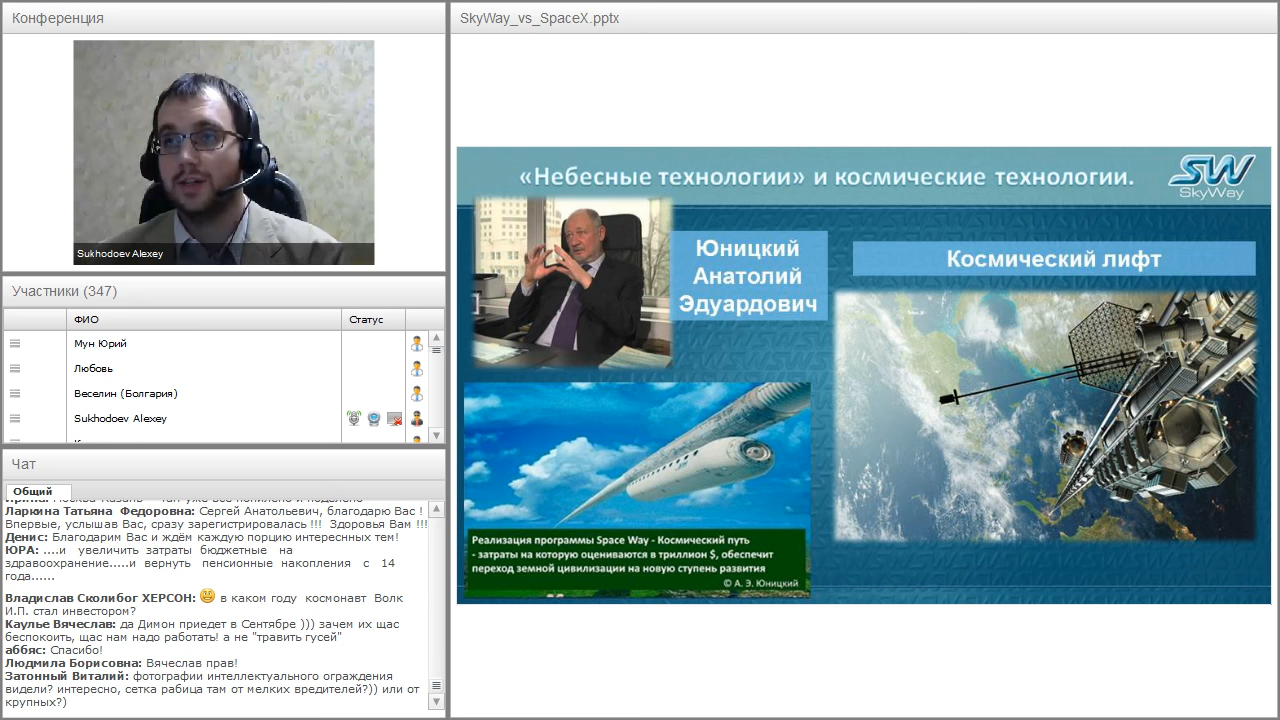 Конференция
Sukhodoev Alexey
Участники (347)
ФИО
Статус
Мун Юрий
Любовь
Веселин (Болгария)
Sukhodoev Alexey
Чат
Общий
Ларкина Татьяна Федоровна: Сергей Анатольевич, благодарю Вас !
Впервые, услышав Вас, сразу зарегистрировалась !!! Здоровья Вам !!!
Денис: Благодарим Вас и ждём каждую порцию интереснных тем!
ЮРА: ....и увеличить затраты бюджетные на
здравоохранение.....и вернуть пенсионные накопления с 14
года......
Владислав Сколибог ХЕРСОН: в каком году космонавт Волк
И.П. стал инвестором?
Каулье Вячеслав: да Димон приедет в Сентябре ))) зачем их щас
беспокоить, щас нам надо работать! а не "травить гусей"
аббяс: Спасибо!
Людмила Борисовна: Вячеслав прав!
Затонный Виталий: фотографии интеллектуального ограждения
видели? интересно, сетка рабица там от мелких вредителей?)) или от
крупных?)
SkyWay_vs_SpaceX.pptx
«Небесные технологии» и космические технологии.
SW
SkyWay
Юницкий
Анатолий
Эдуардович
Космический лифт
Реализация программы Space Way - Космический путь
- затраты на которую оцениваются в триллион $, обеспечит
переход земной цивилизации на новую ступень развития
© А. Э. Юницкий